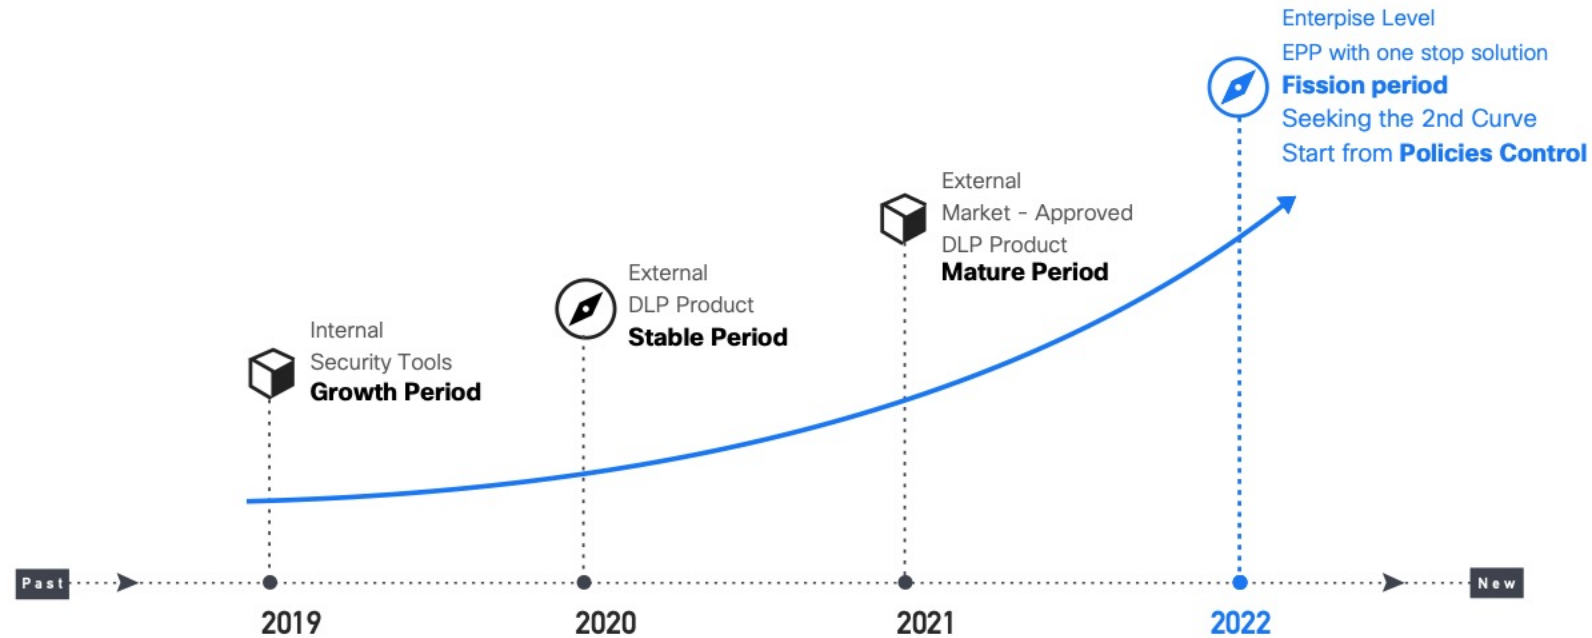 Enterpise Level
EPP with one stop solution
Fission period
Seeking the 2nd Curve
Start from Policies Control
External
Market - Approved
DLP Product
Mature Period
External
DLP Product
Stable Period
Internal
Security Tools
Growth Period
Past
New
2019
2020
2021
2022